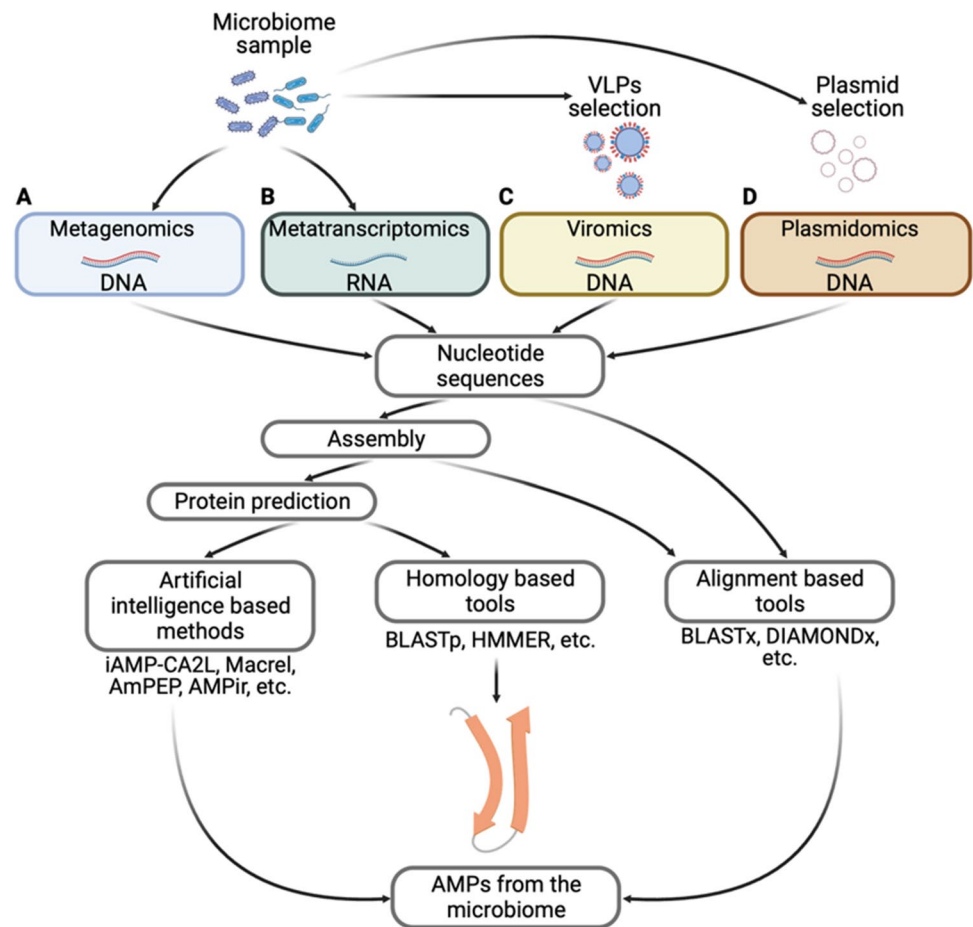 Microbiome
sample
VLPs
selection
Plasmid
selection
A
B
C
D
Metagenomics
DNA
Metatranscriptomics
RNA
Viromics
DNA
Plasmidomics
DNA
Nucleotide
sequences
Assembly
Protein prediction
Artificial
intelligence based
methods
iAMP-CA2L, Macrel,
AmPEP, AMPir, etc.
Homology based
tools
BLASTp, HMMER, etc.
Alignment based
tools
BLASTx, DIAMONDx,
etc.
AMPs from the
microbiome